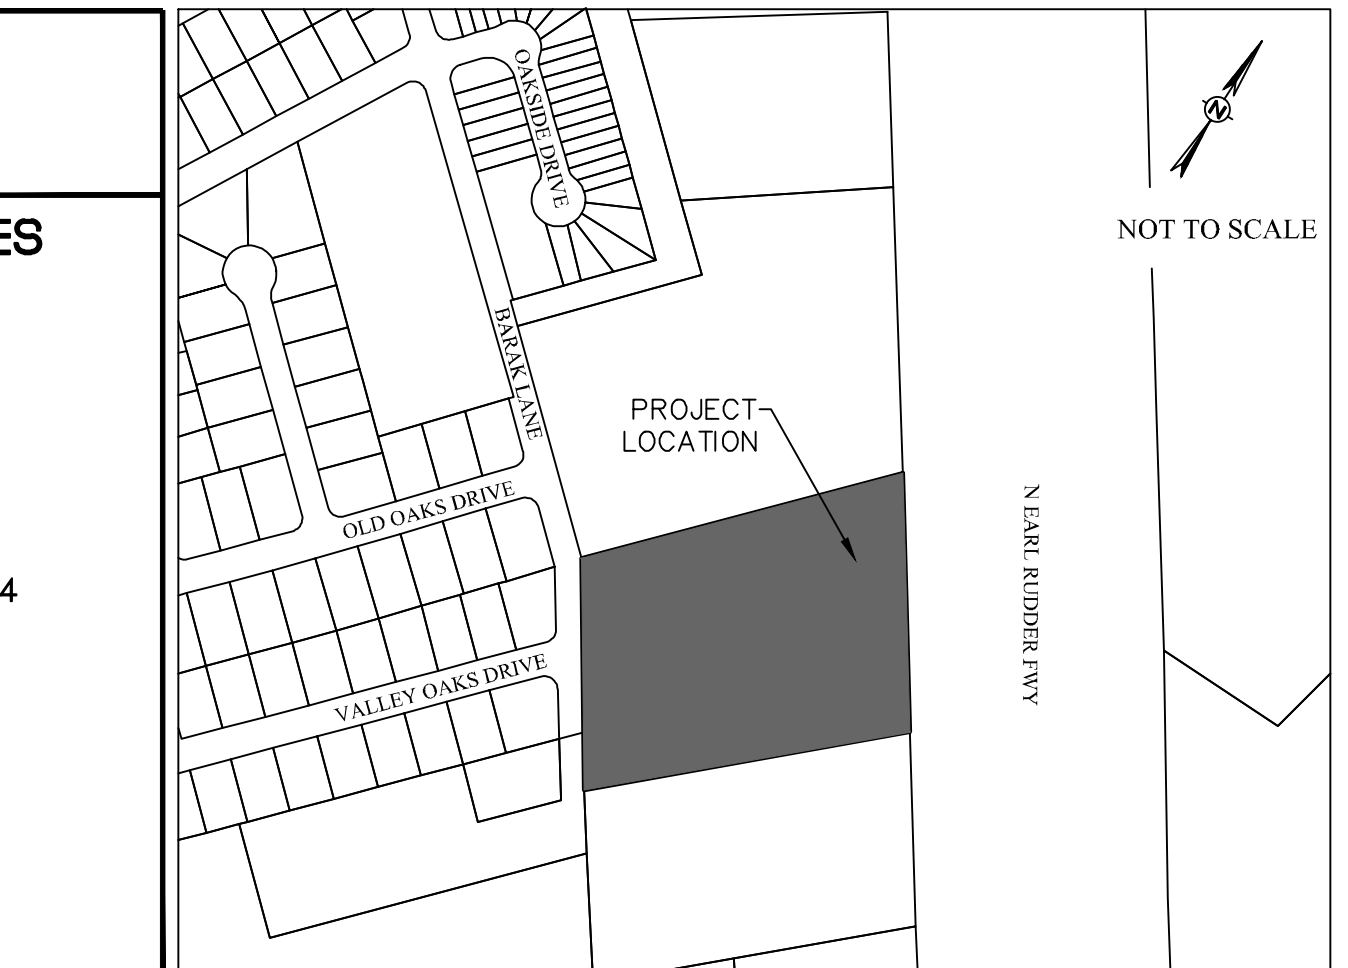 ES
4
OAKSIDE DRIVE
N
NOT TO SCALE
BARAK LANE
PROJECT
LOCATION
OLD OAKS DRIVE
N EARL RUDDER FWY
VALLEY OAKS DRIVE